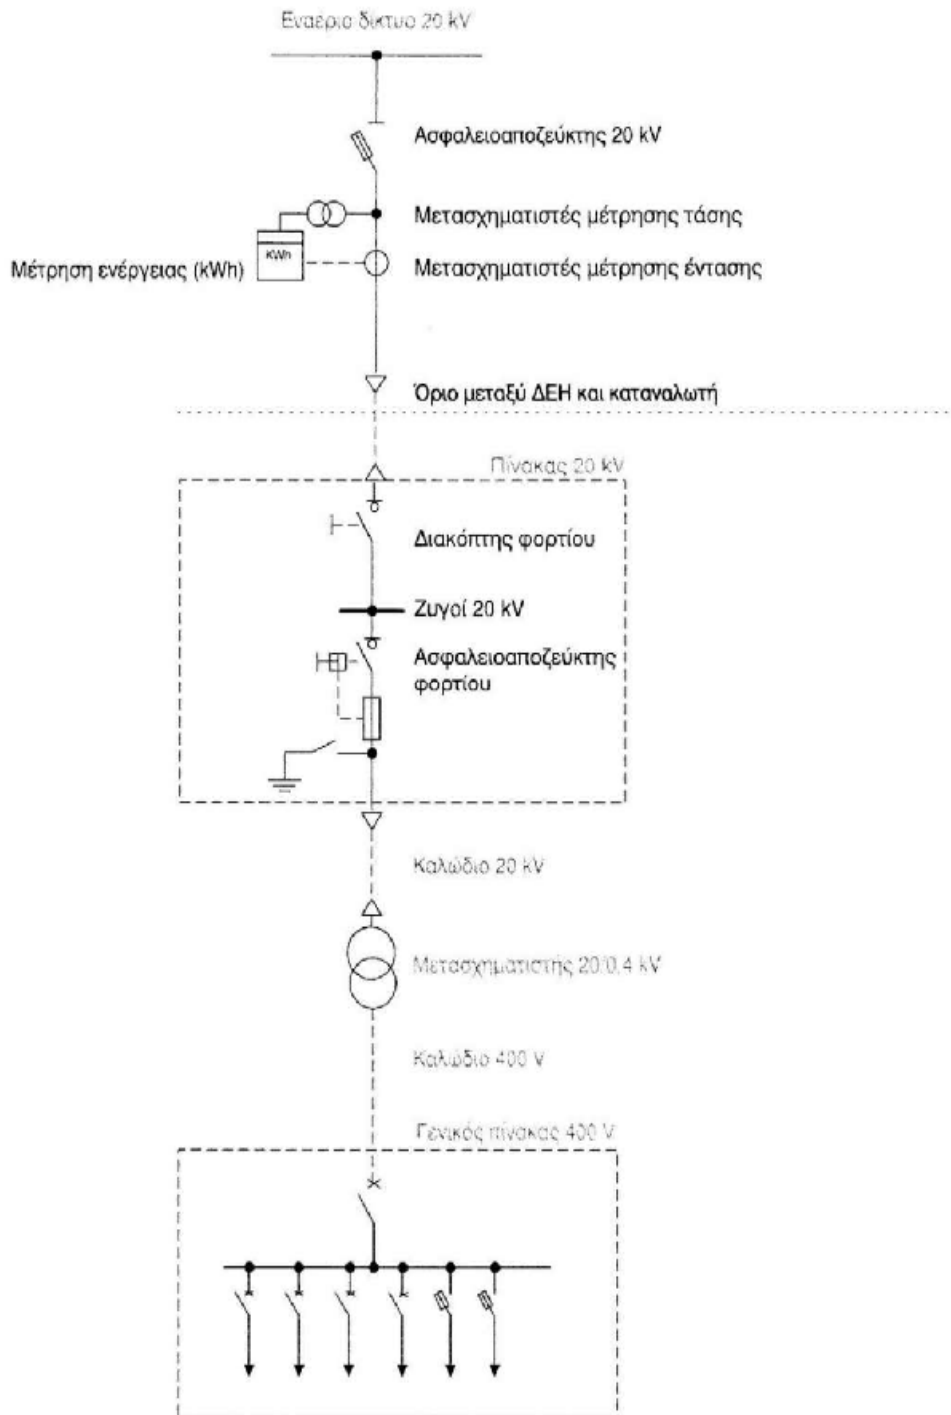 Εναέριο δίκτυο 20 kV
Ασφαλειοαποζεύκτης 20 kV
Μετασχηματιστές μέτρησης τάσης
KWh
Μέτρηση ενέργειας (kWh)
Μετασχηματιστές μέτρησης έντασης
Όριο μεταξύ ΔΕΗ και καταναλωτή
Πίνακας 20 kV
Διακόπτης φορτίου
Ζυγοί 20 kV
Ασφαλειοαποζεύκτης
φορτίου
Καλώδιο 20 kV
Μετασχηματιστής 20/0,4 kV
Καλώδιο 400 V
Γενικός πίνακας 400 V